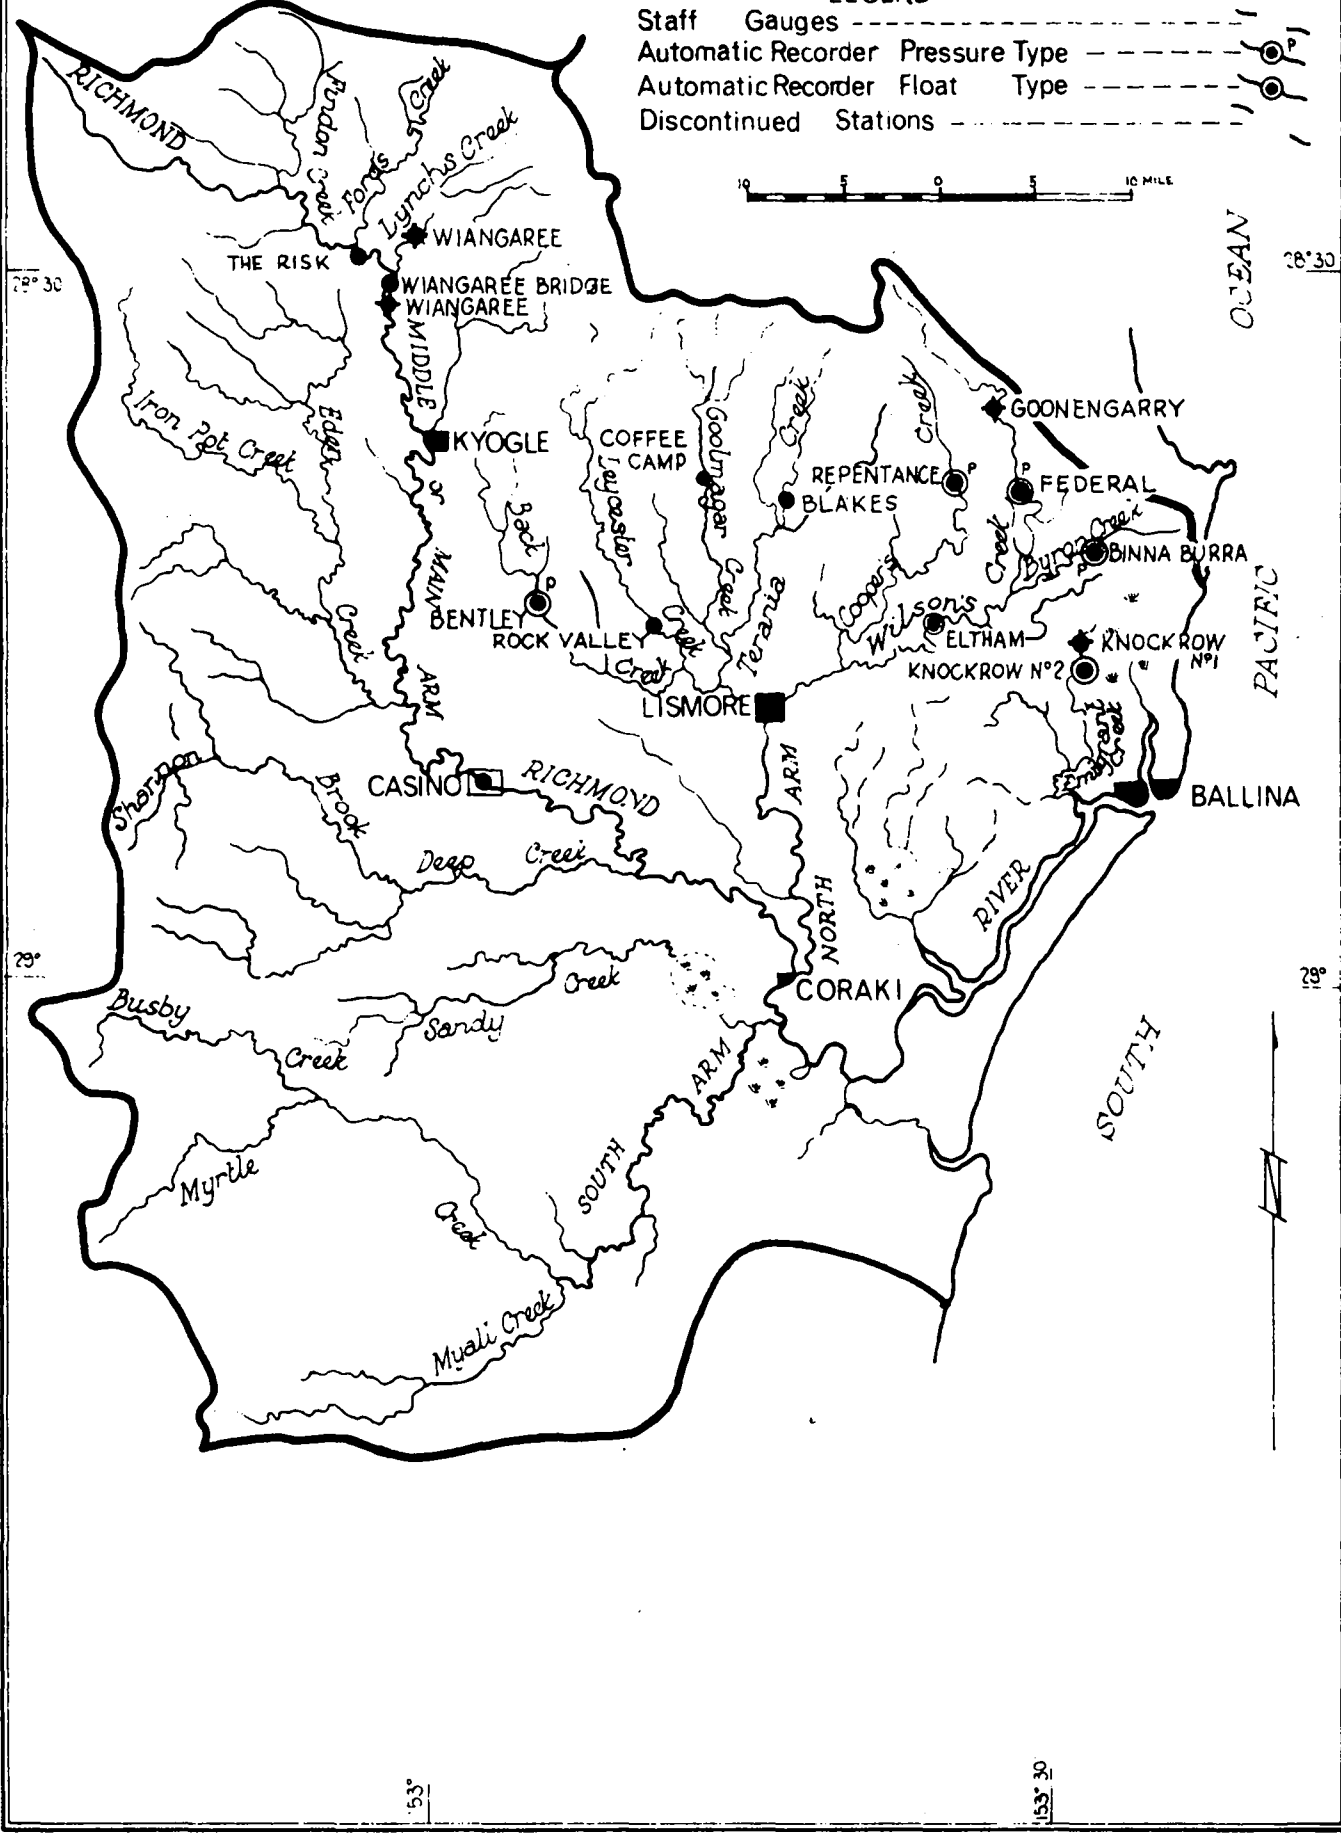 Staff Gauges
Automatic Recorder Pressure Type P
Automatic Recorder Float Type
Discontinued Stations
10 5 0 5 10 MILE
RICHMOND
Creek
Fords
Lynchs Creek
WIANGAREE
THE RISK
WIANGAREE BRIDGE
WIANGAREE
28° 30
28° 30
OCEAN
MIDDLE
Iron Pot Creek
Eden
KYOGLE
or
COFFEE
CAMP
Leycester
Goolmagar
Creek
Creek
GOONENGARRY
REPENTANCE P
BLAKES
P
FEDERAL
Back
MAIN
P
BENTLEY
ROCK VALLEY
Creek
Creek
Creek
Terania
Coopers
Creek
Byron Creek
P
BINNA BURRA
Wilson's
ELTHAM
KNOCKROW
Nº1
KNOCKROW Nº2
PACIFIC
Creek
ARM
LISMORE
Emigrant
Creek
Shannon
Brook
CASINO
RICHMOND
ARM
BALLINA
Deep Creek
NORTH
RIVER
29°
29°
Busby
Creek
Sandy
Creek
CORAKI
ARM
SOUTH
Myrtle
Creek
SOUTH
Myali Creek
153° 30